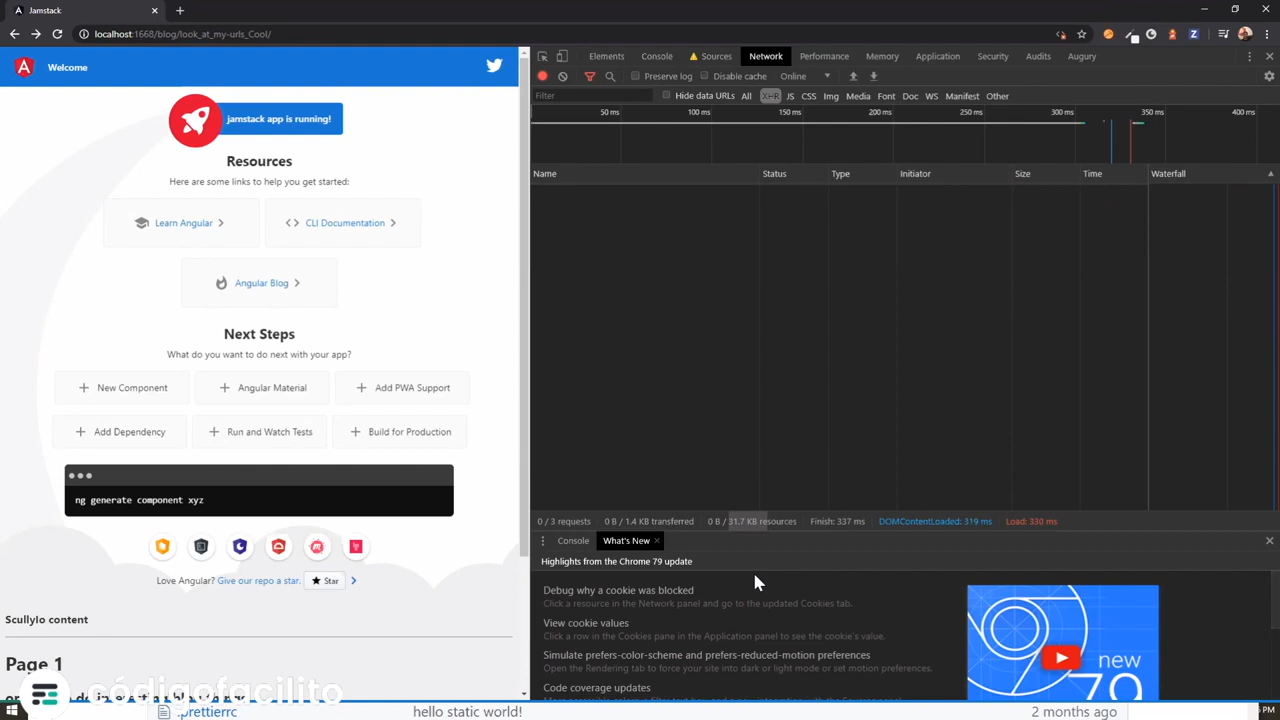 Jamstack
localhost:1668/blog/look_at_my-urls_Cool/
Welcome
jamstack app is running!
Resources
Here are some links to help you get started:
Learn Angular
CLI Documentation
Angular Blog
Next Steps
What do you want to do next with your app?
New Component
Angular Material
Add PWA Support
Add Dependency
Run and Watch Tests
Build for Production
ng generate component xyz
Love Angular? Give our repo a star. Star
ScullyIo content
Page 1
código facilito
Elements Console Sources Network Performance Memory Application Security Audits Augury
Preserve log Disable cache Online
Filter Hide data URLs All XHR JS CSS Img Media Font Doc WS Manifest Other
50 ms 100 ms 150 ms 200 ms 250 ms 300 ms 350 ms 400 ms
Name Status Type Initiator Size Time Waterfall
0 / 3 requests 0 B / 1.4 KB transferred 0 B / 31.7 KB resources Finish: 337 ms DOMContentLoaded: 319 ms Load: 330 ms
Console What's New
Highlights from the Chrome 79 update
Debug why a cookie was blocked
Click a resource in the Network panel and go to the updated Cookies tab.
View cookie values
Click a row in the Cookies pane in the Application panel to see the cookie's value.
Simulate prefers-color-scheme and prefers-reduced-motion preferences
Open the Rendering tab to force your site into dark or light mode or set motion preferences.
Code coverage updates
new
79
.prettierrc hello static world! 2 months ago
PM